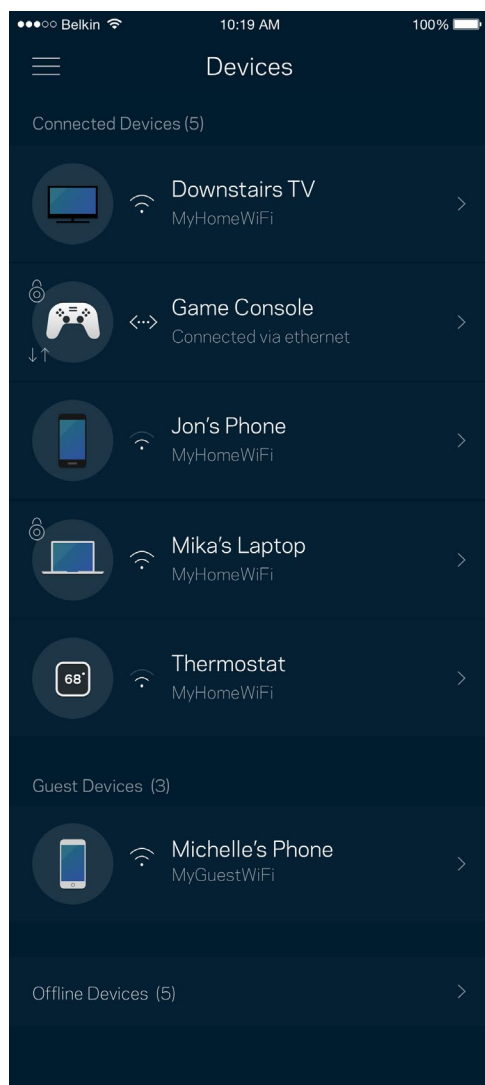 ●●●○○ Belkin 10:19 AM 100%
Devices
Connected Devices (5)
Downstairs TV
MyHomeWiFi
Game Console
Connected via ethernet
Jon's Phone
MyHomeWiFi
Mika's Laptop
MyHomeWiFi
68°
Thermostat
MyHomeWiFi
Guest Devices (3)
Michelle's Phone
MyGuestWiFi
Offline Devices (5)